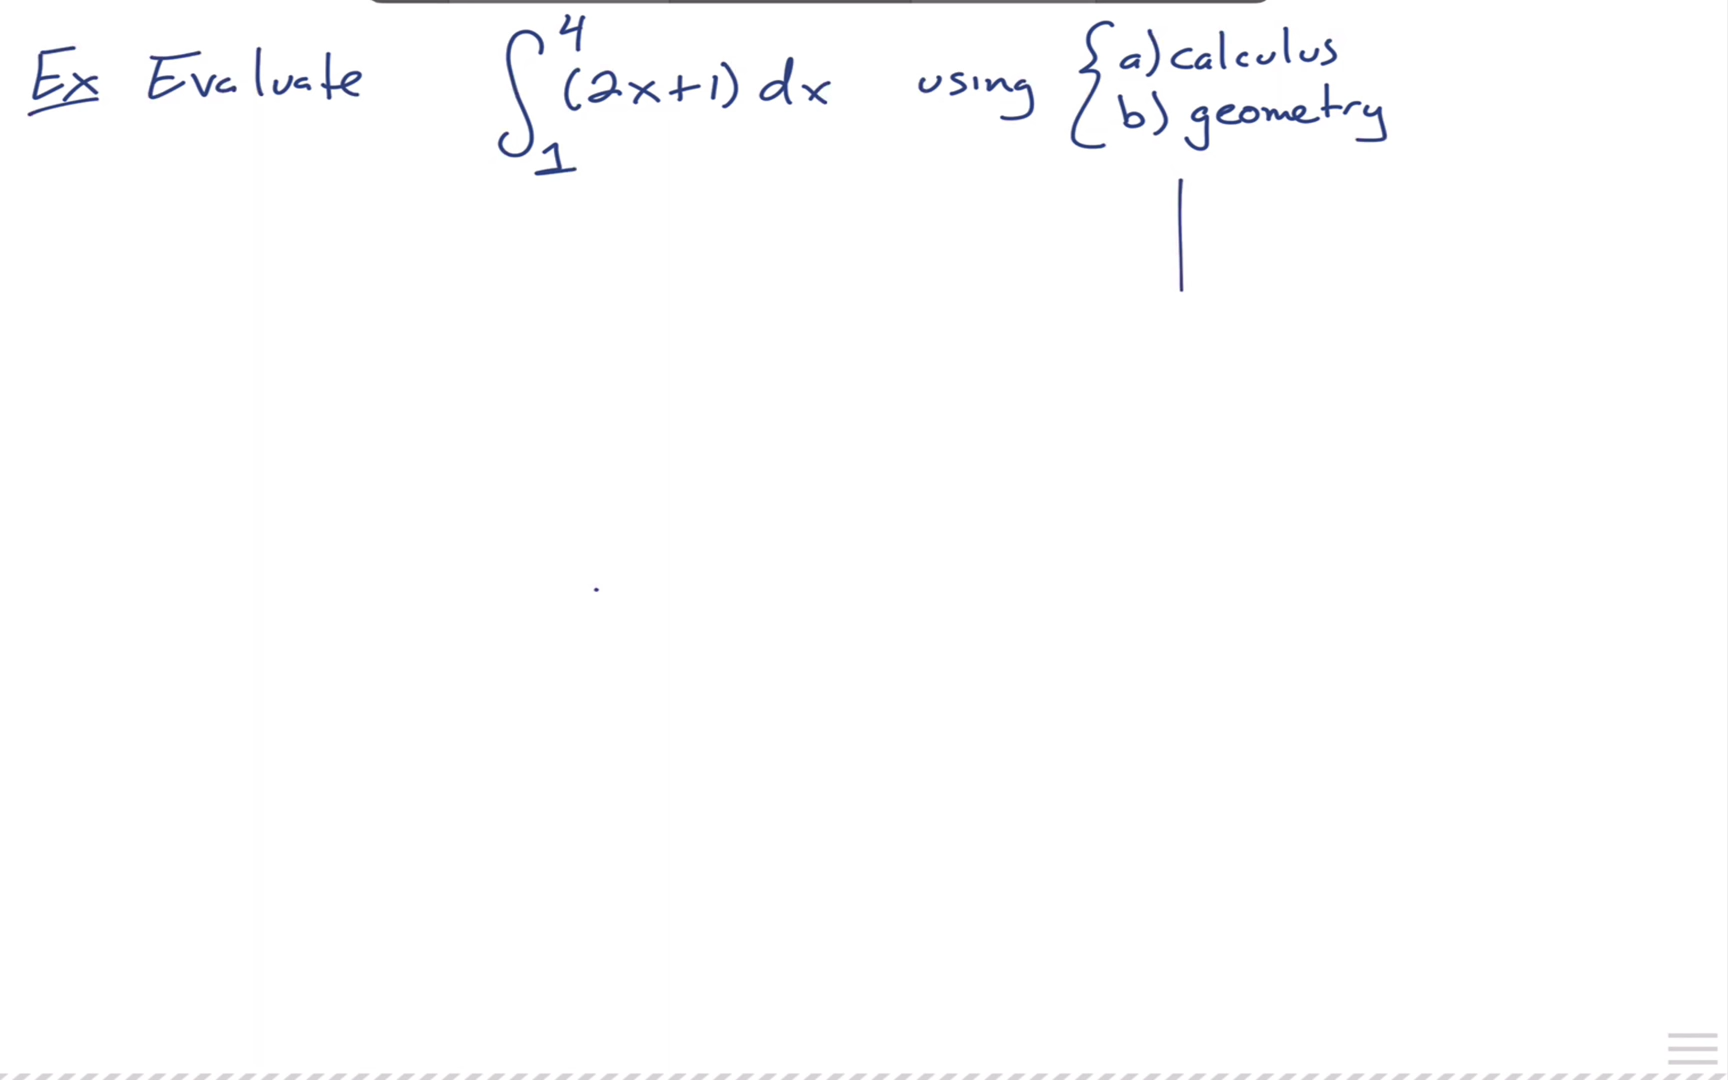 Ex Evaluate ∫₁⁴ (2x+1) dx using { a) calculus
b) geometry